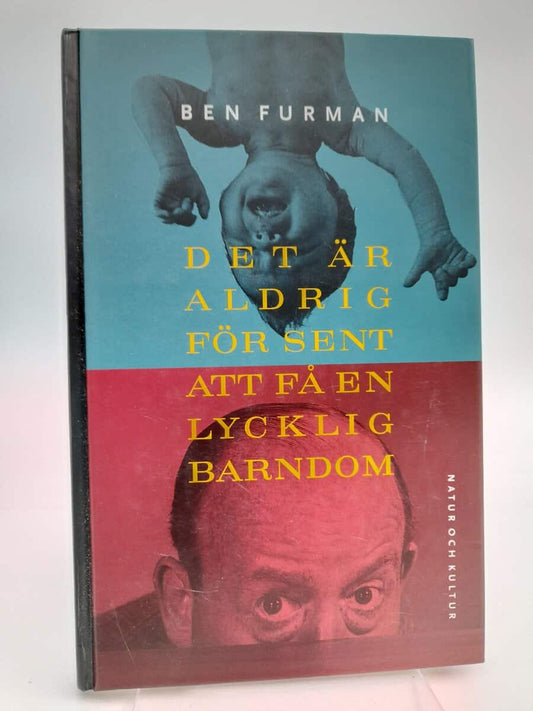 BEN FURMAN
DET ÄR
ALDRIG
FÖR SENT
ATT FÅ EN
LYCKLIG
BARNDOM
NATUR OCH KULTUR